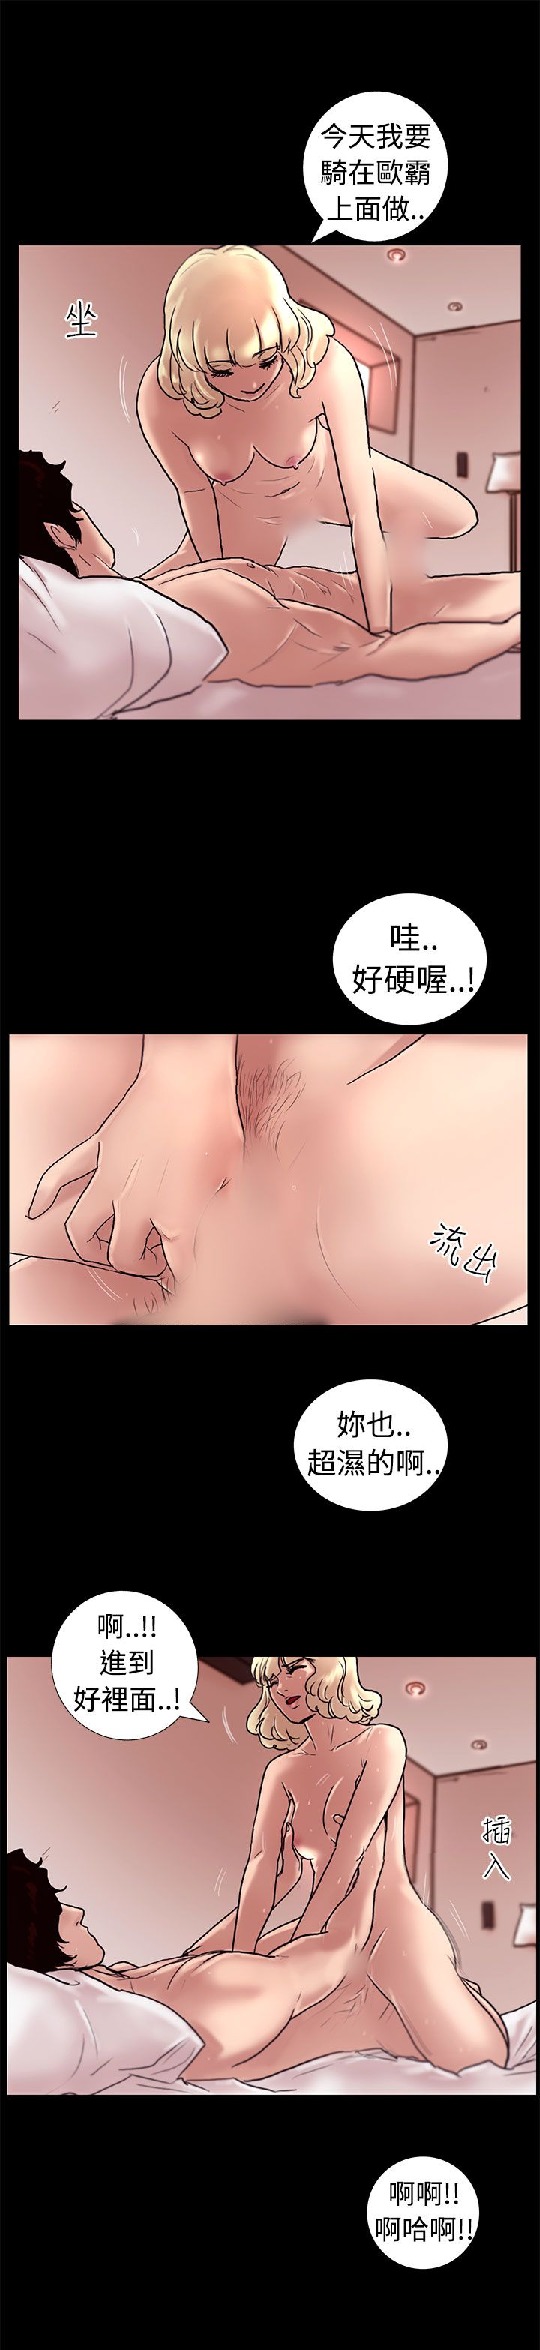 今天我要
騎在歐霸
上面做..
坐
哇..
好硬喔..!
流出
妳也..
超濕的啊..
啊..!!
進到
好裡面..!
插
入
啊啊!!
啊哈啊!!